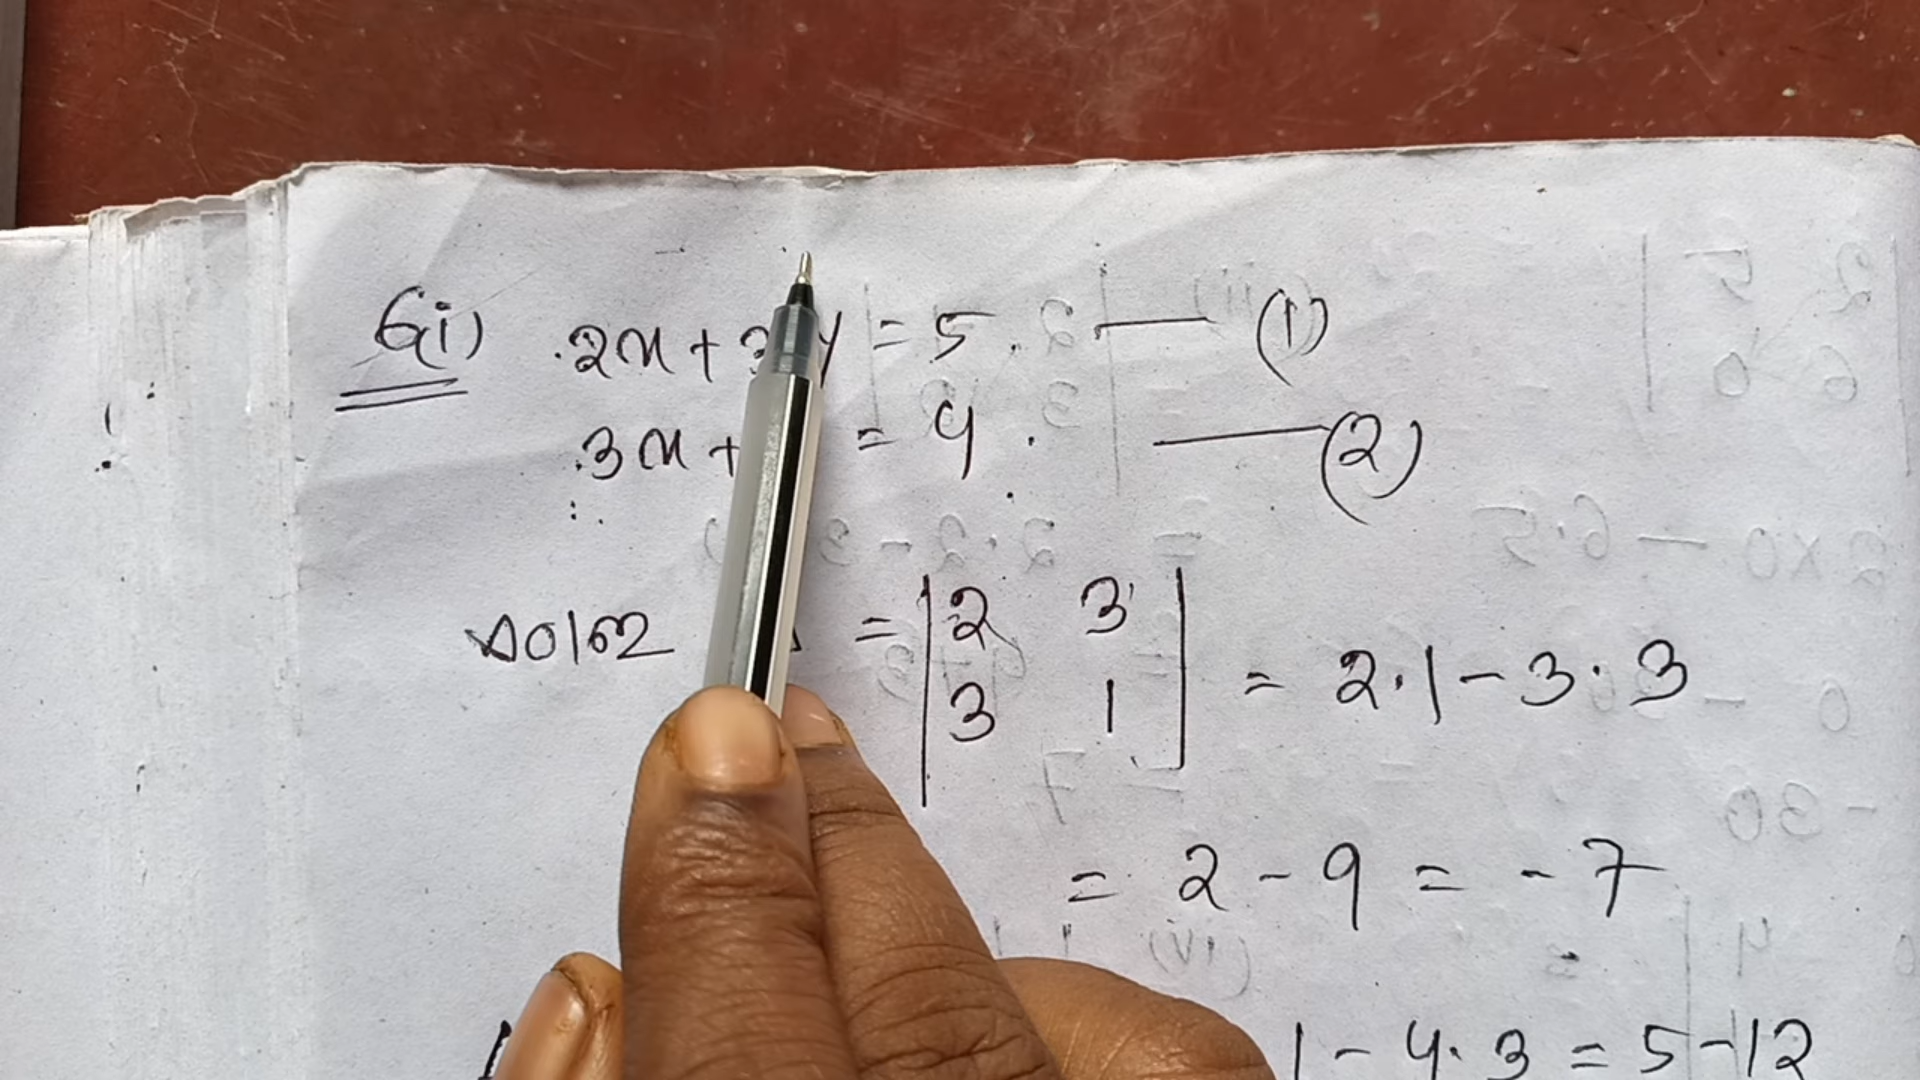 6(i) 2x + 3y = 5 — (1)
3x + = 4 — (2)
= | 2 3 |
| 3 1 | = 2·1 - 3·3
= 2 - 9 = -7
1 - 4·3 = 5 - 12